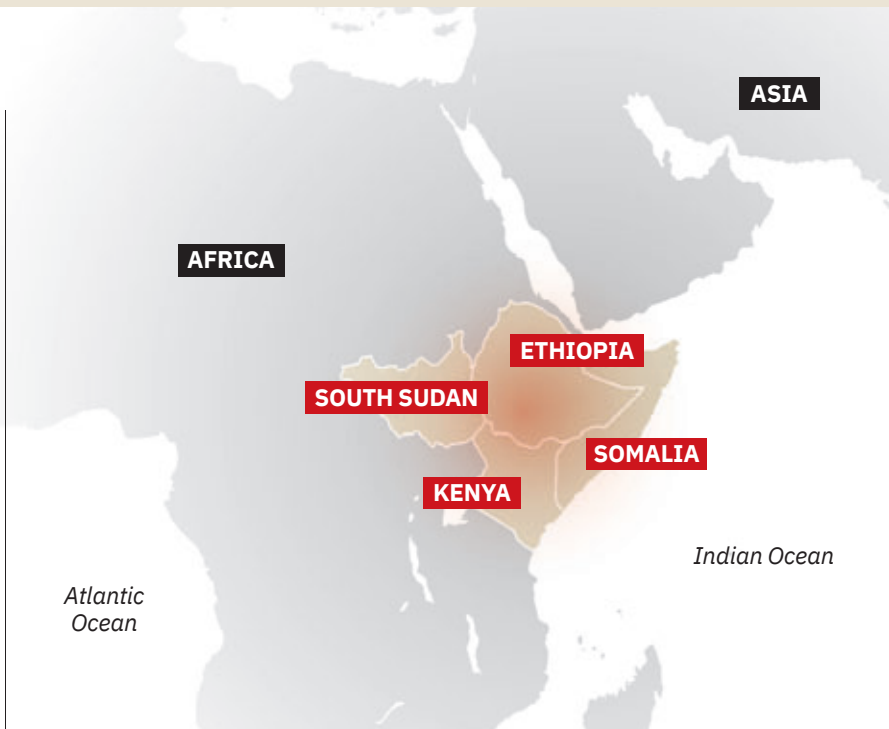 ASIA
AFRICA
ETHIOPIA
SOUTH SUDAN
SOMALIA
KENYA
Indian Ocean
Atlantic
Ocean